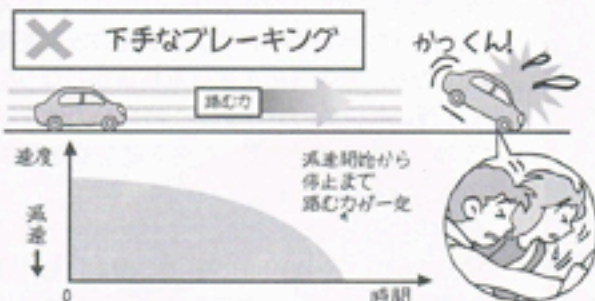 下手なブレーキング
かっくん!
踏む力
速度
減速
減速開始から
停止まで
踏む力が一定
0
時間